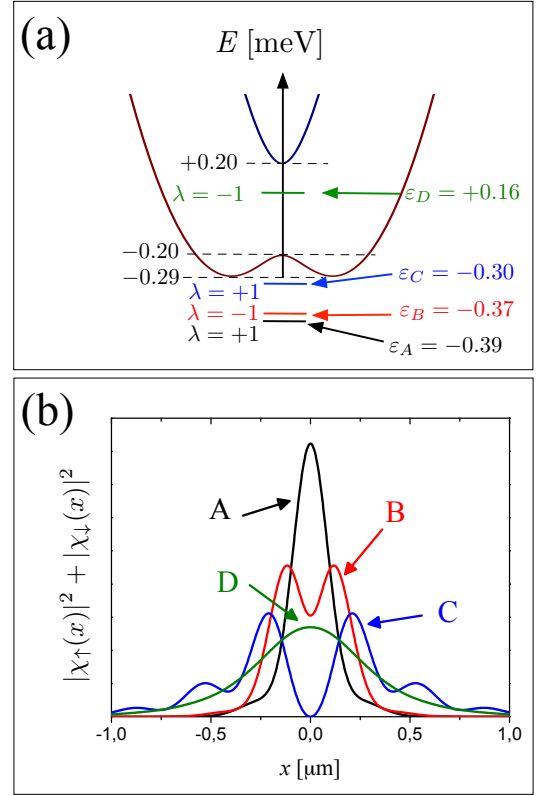 (a)
E [meV]
+0.20
λ = −1
ε_D = +0.16
−0.20
−0.29
ε_C = −0.30
λ = +1
λ = −1
ε_B = −0.37
λ = +1
ε_A = −0.39
(b)
|χ↑(x)|² + |χ↓(x)|²
A
B
D
C
-1,0 -0,5 0,0 0,5 1,0
x [μm]